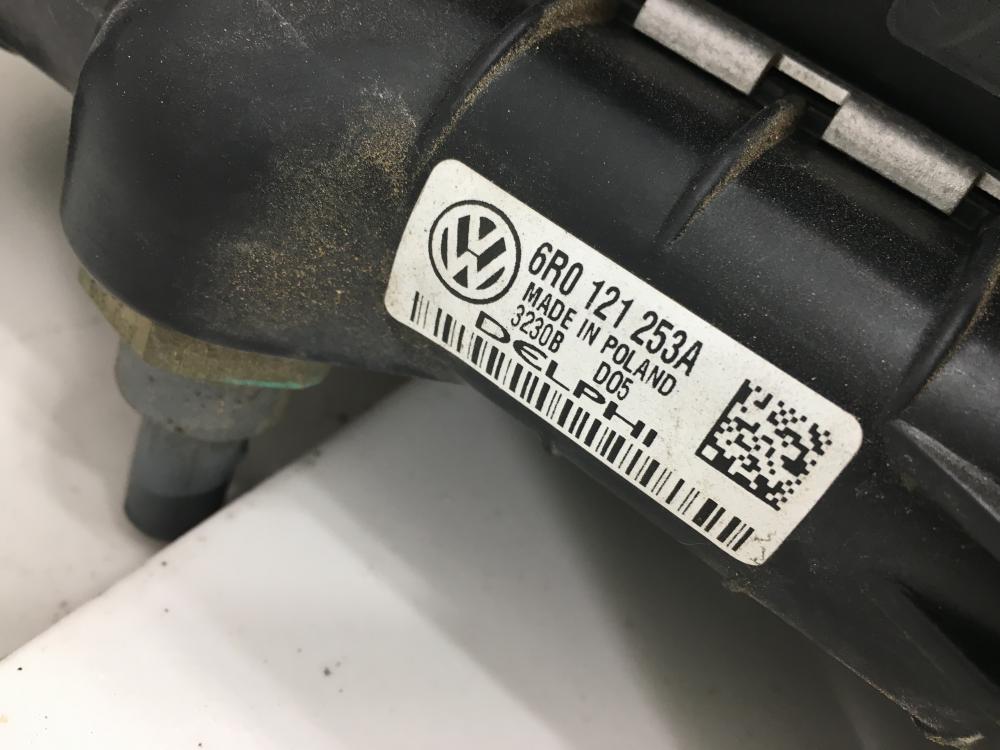 6R0 121 253A
MADE IN POLAND
3230B D05
DELPHI